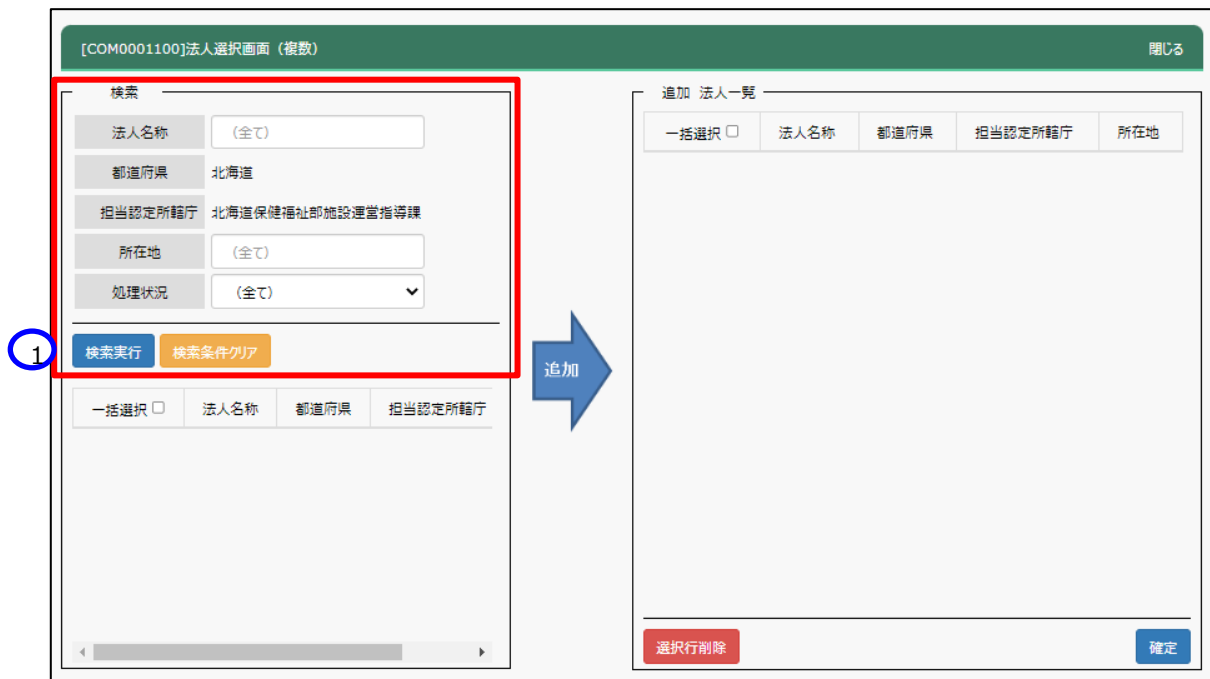 [COM0001100]法人選択画面（複数） 閉じる
検索
法人名称 (全て)
都道府県 北海道
担当認定所轄庁 北海道保健福祉部施設運営指導課
所在地 (全て)
処理状況 (全て)
1
検索実行 検索条件クリア
一括選択 法人名称 都道府県 担当認定所轄庁
追加
追加 法人一覧
一括選択 法人名称 都道府県 担当認定所轄庁 所在地
選択行削除 確定